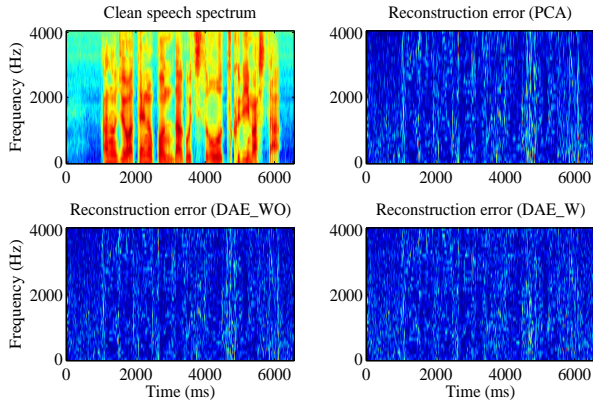 Clean speech spectrum
Reconstruction error (PCA)
Frequency (Hz)
4000
2000
0
0 2000 4000 6000
4000
2000
0
0 2000 4000 6000
Reconstruction error (DAE_WO)
Reconstruction error (DAE_W)
Frequency (Hz)
4000
2000
0
0 2000 4000 6000
Time (ms)
4000
2000
0
0 2000 4000 6000
Time (ms)